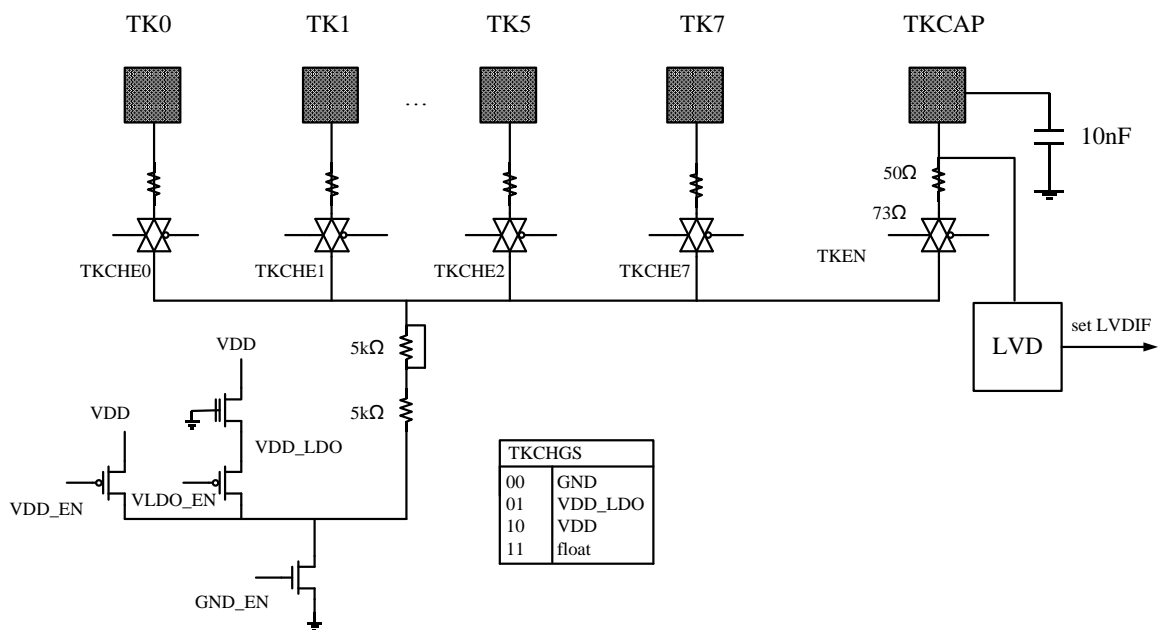 TK0 TK1 TK5 TK7 TKCAP
...
10nF
50Ω
73Ω
TKCHE0 TKCHE1 TKCHE2 TKCHE7 TKEN
5kΩ
LVD
set LVDIF
VDD
5kΩ
VDD
VDD_LDO
VDD_EN
VLDO_EN
GND_EN
TKCHGS
00 GND
01 VDD_LDO
10 VDD
11 float